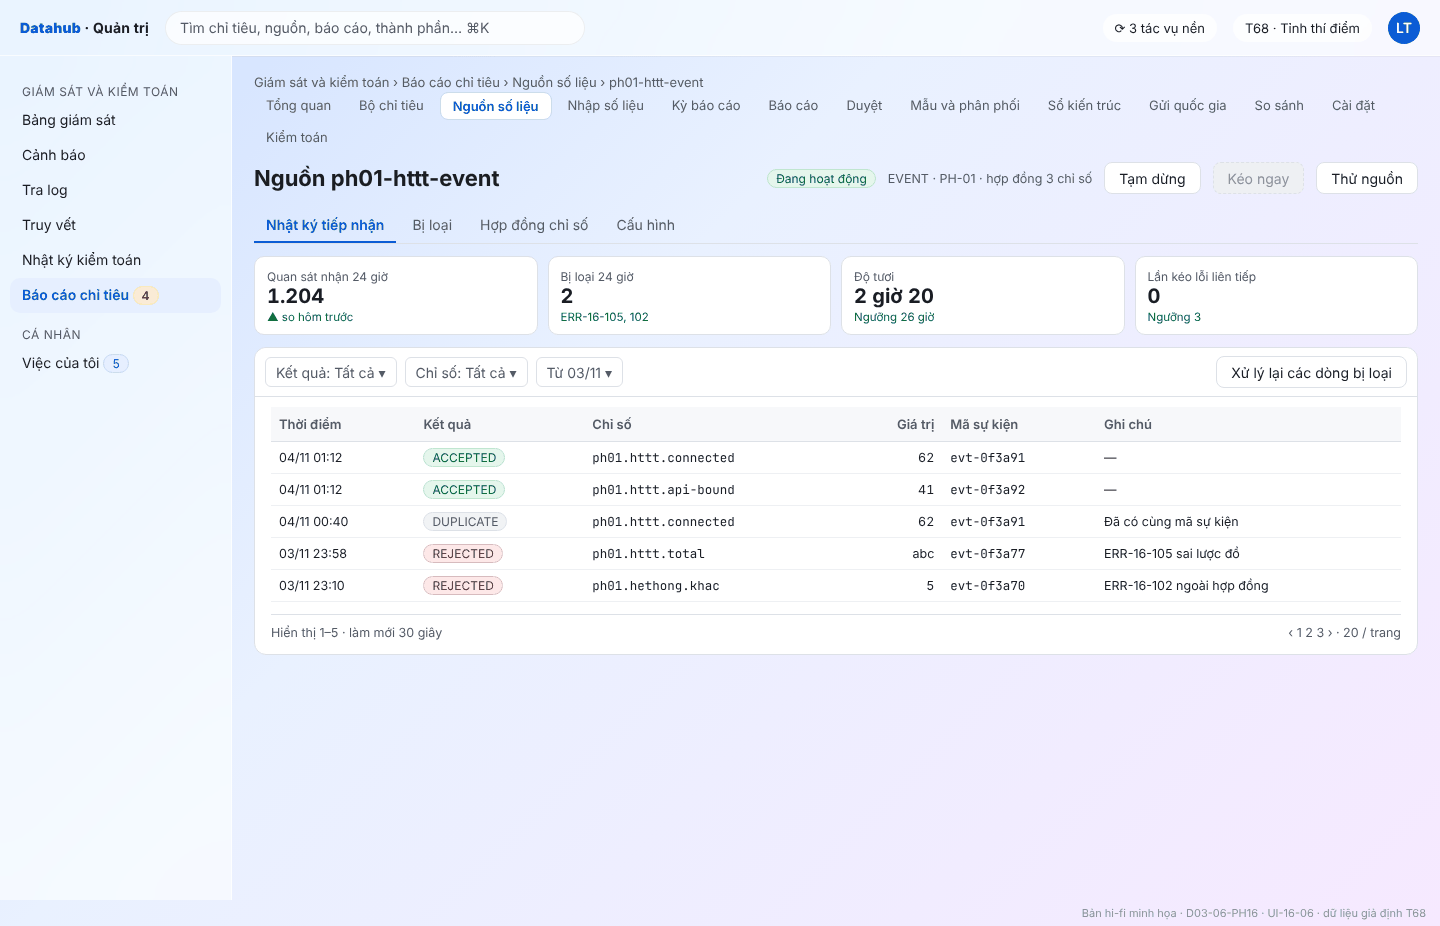 Datahub · Quản trị
Tìm chỉ tiêu, nguồn, báo cáo, thành phần... ⌘K
⟳ 3 tác vụ nền
T68 · Tỉnh thí điểm
LT
GIÁM SÁT VÀ KIỂM TOÁN
Bảng giám sát
Cảnh báo
Tra log
Truy vết
Nhật ký kiểm toán
Báo cáo chỉ tiêu 4
CÁ NHÂN
Việc của tôi 5
Giám sát và kiểm toán › Báo cáo chỉ tiêu › Nguồn số liệu › ph01-httt-event
Tổng quan Bộ chỉ tiêu Nguồn số liệu Nhập số liệu Kỳ báo cáo Báo cáo Duyệt Mẫu và phân phối Sổ kiến trúc Gửi quốc gia So sánh Cài đặt
Kiểm toán
Nguồn ph01-httt-event
Đang hoạt động EVENT · PH-01 · hợp đồng 3 chỉ số Tạm dừng Kéo ngay Thử nguồn
Nhật ký tiếp nhận Bị loại Hợp đồng chỉ số Cấu hình
Quan sát nhận 24 giờ
1.204
▲ so hôm trước
Bị loại 24 giờ
2
ERR-16-105, 102
Độ tươi
2 giờ 20
Ngưỡng 26 giờ
Lần kéo lỗi liên tiếp
0
Ngưỡng 3
Kết quả: Tất cả ▾ Chỉ số: Tất cả ▾ Từ 03/11 ▾ Xử lý lại các dòng bị loại
Thời điểm Kết quả Chỉ số Giá trị Mã sự kiện Ghi chú
04/11 01:12 ACCEPTED ph01.httt.connected 62 evt-0f3a91 —
04/11 01:12 ACCEPTED ph01.httt.api-bound 41 evt-0f3a92 —
04/11 00:40 DUPLICATE ph01.httt.connected 62 evt-0f3a91 Đã có cùng mã sự kiện
03/11 23:58 REJECTED ph01.httt.total abc evt-0f3a77 ERR-16-105 sai lược đồ
03/11 23:10 REJECTED ph01.hethong.khac 5 evt-0f3a70 ERR-16-102 ngoài hợp đồng
Hiển thị 1–5 · làm mới 30 giây
‹ 1 2 3 › · 20 / trang
Bản hi-fi minh họa · D03-06-PH16 · UI-16-06 · dữ liệu giả định T68